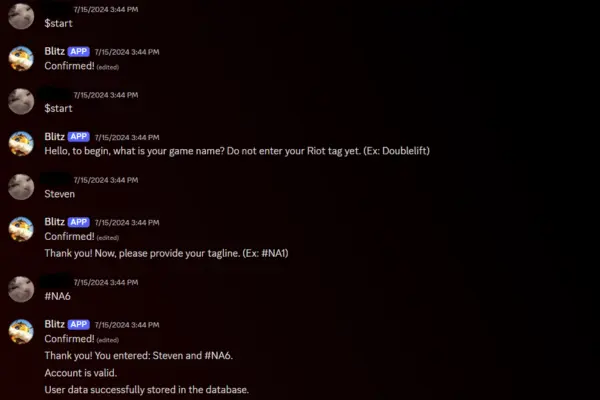 7/15/2024 3:44 PM
$start
Blitz APP 7/15/2024 3:44 PM
Confirmed! (edited)
7/15/2024 3:44 PM
$start
Blitz APP 7/15/2024 3:44 PM
Hello, to begin, what is your game name? Do not enter your Riot tag yet. (Ex: Doublelift)
7/15/2024 3:44 PM
Steven
Blitz APP 7/15/2024 3:44 PM
Confirmed! (edited)
Thank you! Now, please provide your tagline. (Ex: #NA1)
7/15/2024 3:44 PM
#NA6
Blitz APP 7/15/2024 3:44 PM
Confirmed! (edited)
Thank you! You entered: Steven and #NA6.
Account is valid.
User data successfully stored in the database.